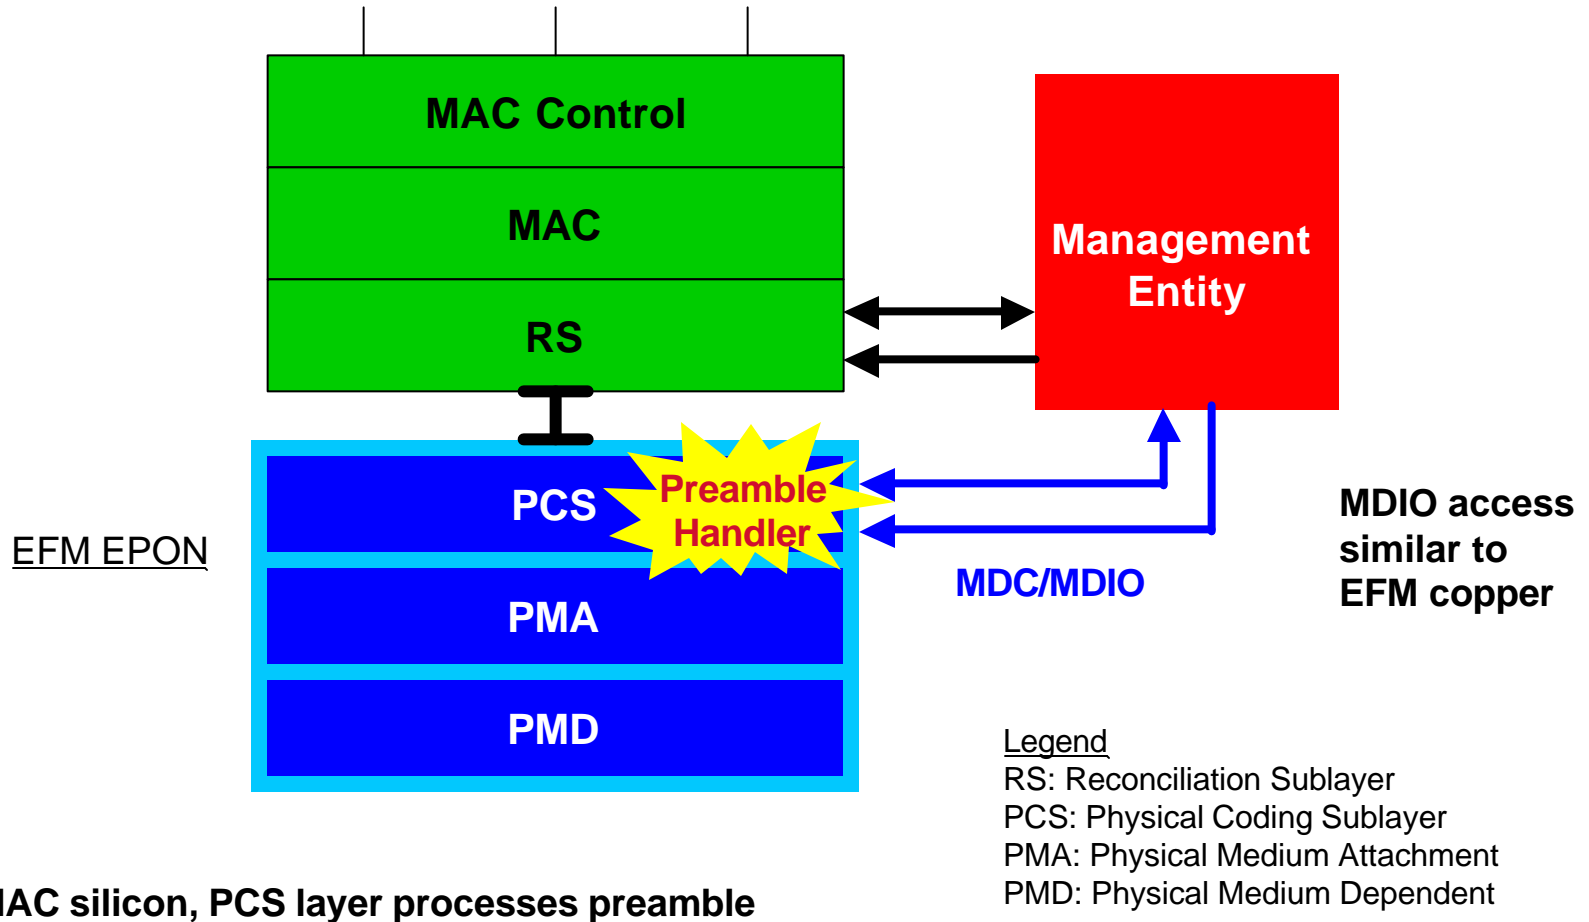 MAC Control
MAC
RS
Management
Entity
PCS
Preamble
Handler
PMA
PMD
EFM EPON
MDC/MDIO
MDIO access
similar to
EFM copper
Legend
RS: Reconciliation Sublayer
PCS: Physical Coding Sublayer
PMA: Physical Medium Attachment
PMD: Physical Medium Dependent
silicon, PCS layer processes preamble